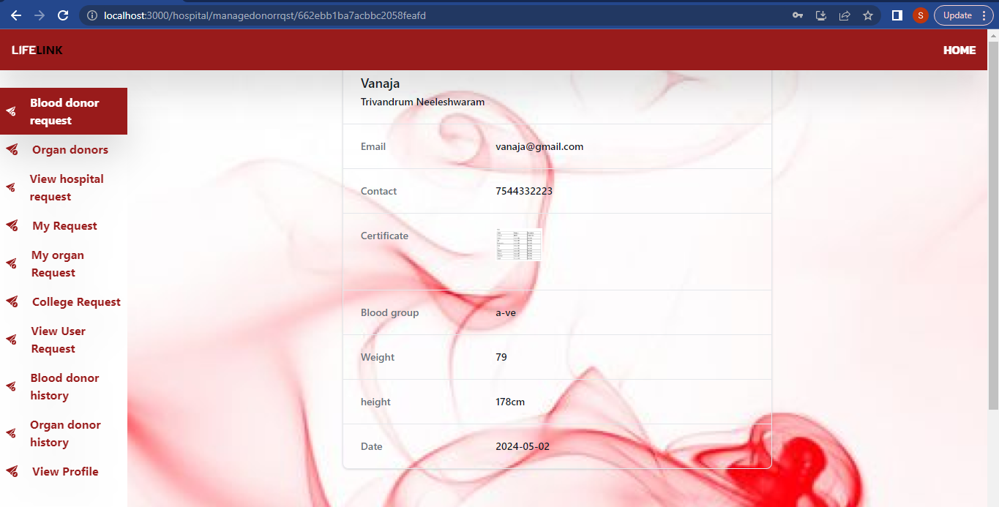 localhost:3000/hospital/managedonorrqst/662ebb1ba7acbbc2058feafd
S
Update
LIFELINK
HOME
Blood donor
request
Organ donors
View hospital
request
My Request
My organ
Request
College Request
View User
Request
Blood donor
history
Organ donor
history
View Profile
Vanaja
Trivandrum Neeleshwaram
Email vanaja@gmail.com
Contact 7544332223
Certificate
Blood group a-ve
Weight 79
height 178cm
Date 2024-05-02